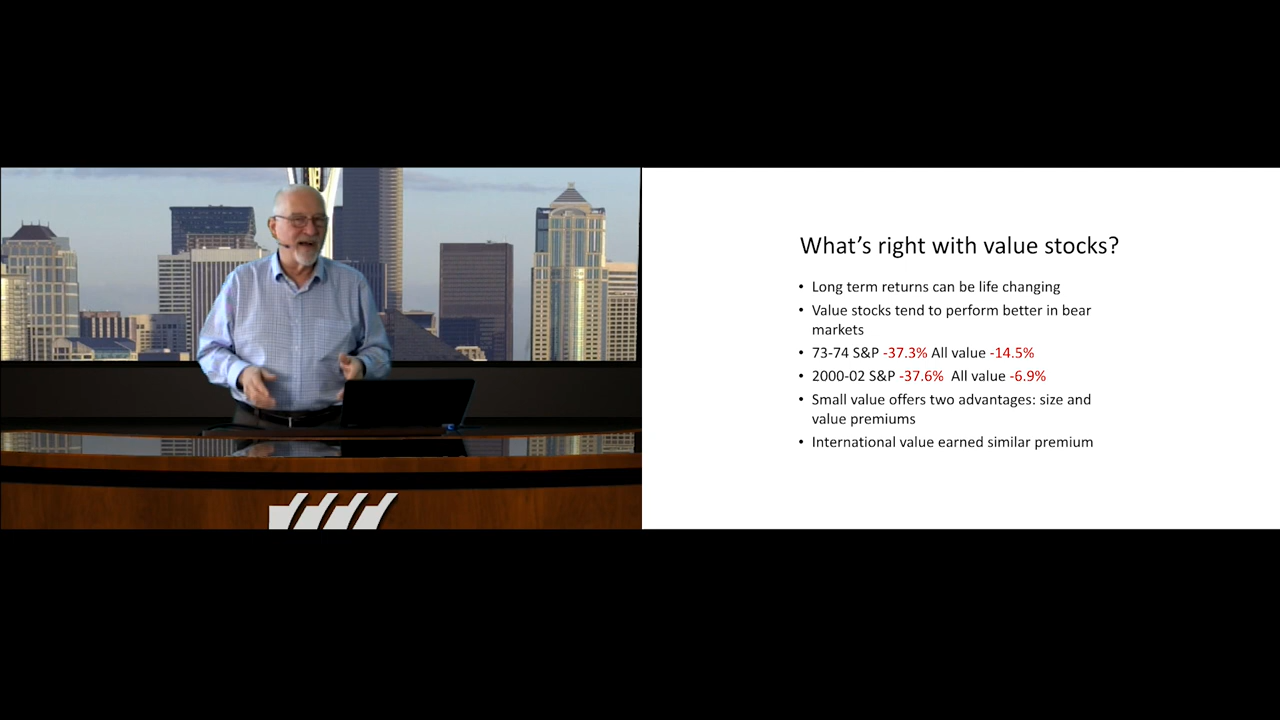 What’s right with value stocks?
• Long term returns can be life changing
• Value stocks tend to perform better in bear
markets
• 73-74 S&P -37.3% All value -14.5%
• 2000-02 S&P -37.6%  All value -6.9%
• Small value offers two advantages: size and
value premiums
• International value earned similar premium